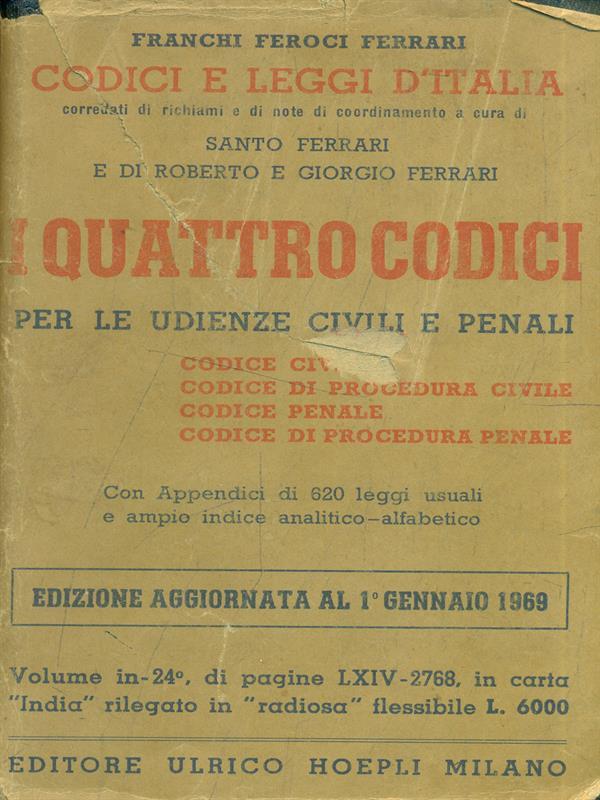 FRANCHI FEROCI FERRARI
CODICI E LEGGI D'ITALIA
corredati di richiami e di note di coordinamento a cura di
SANTO FERRARI
E DI ROBERTO E GIORGIO FERRARI
I QUATTRO CODICI
PER LE UDIENZE CIVILI E PENALI
CODICE CIV
CODICE DI PROCEDURA CIVILE
CODICE PENALE
CODICE DI PROCEDURA PENALE
Con Appendici di 620 leggi usuali
e ampio indice analitico-alfabetico
EDIZIONE AGGIORNATA AL 1° GENNAIO 1969
Volume in-24°, di pagine LXIV-2768, in carta
"India" rilegato in "radiosa" flessibile L. 6000
EDITORE ULRICO HOEPLI MILANO